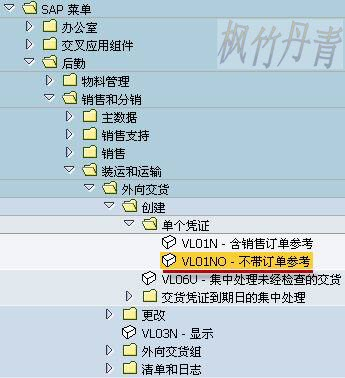 SAP 菜单
枫竹丹青
办公室
交叉应用组件
后勤
物料管理
销售和分销
主数据
销售支持
销售
装运和运输
外向交货
创建
单个凭证
VL01N - 含销售订单参考
VL01NO - 不带订单参考
VL06U - 集中处理未经检查的交货
交货凭证到期日的集中处理
更改
VL03N - 显示
外向交货组
清单和日志